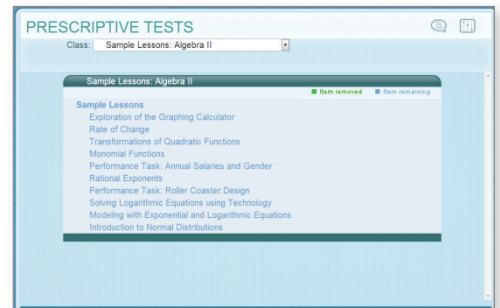 PRESCRIPTIVE TESTS
Class: Sample Lessons: Algebra II
Sample Lessons: Algebra II
Item removed Item remaining
Sample Lessons
Exploration of the Graphing Calculator
Rate of Change
Transformations of Quadratic Functions
Monomial Functions
Performance Task: Annual Salaries and Gender
Rational Exponents
Performance Task: Roller Coaster Design
Solving Logarithmic Equations using Technology
Modeling with Exponential and Logarithmic Equations
Introduction to Normal Distributions